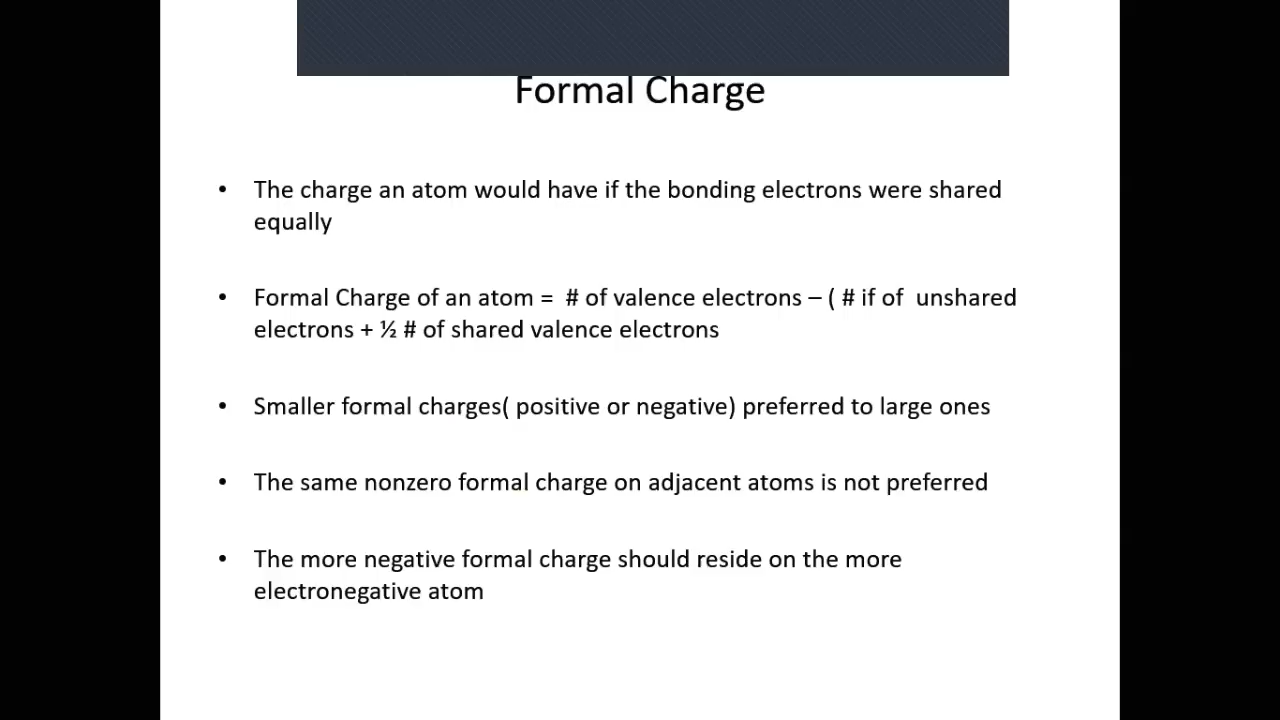 Formal Charge
• The charge an atom would have if the bonding electrons were shared
equally
• Formal Charge of an atom =  # of valence electrons – ( # if of  unshared
electrons + ½ # of shared valence electrons
• Smaller formal charges( positive or negative) preferred to large ones
• The same nonzero formal charge on adjacent atoms is not preferred
• The more negative formal charge should reside on the more
electronegative atom